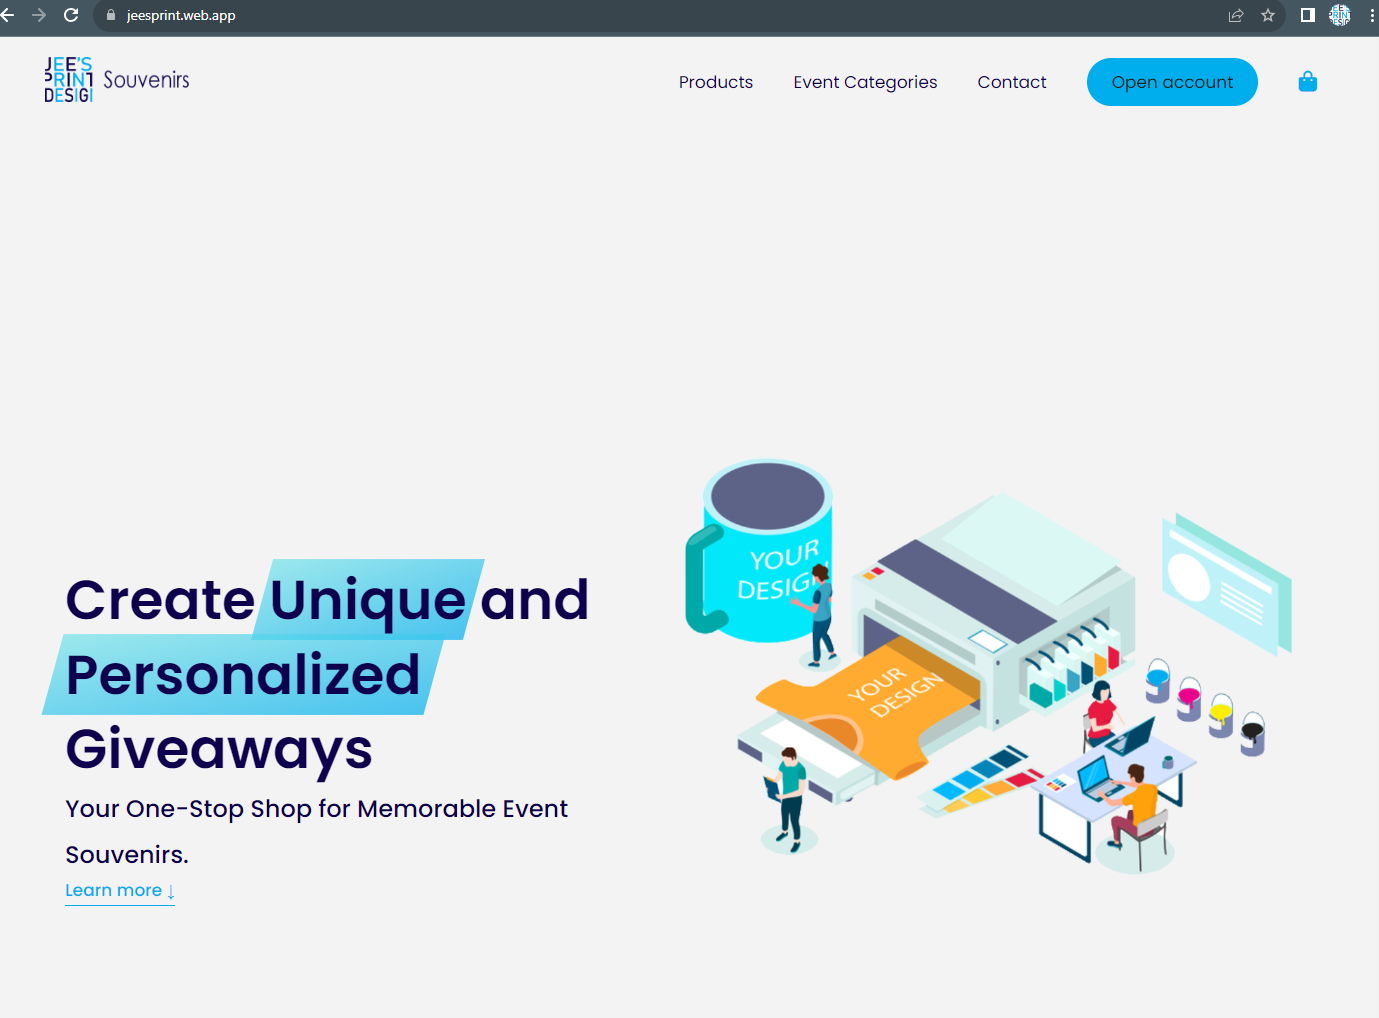 jeesprint.web.app
JEE'S
PRINT
DESIGN
Souvenirs
Products
Event Categories
Contact
Open account
YOUR
DESIGN
YOUR
DESIGN
Create Unique and
Personalized
Giveaways
Your One-Stop Shop for Memorable Event
Souvenirs.
Learn more ↓